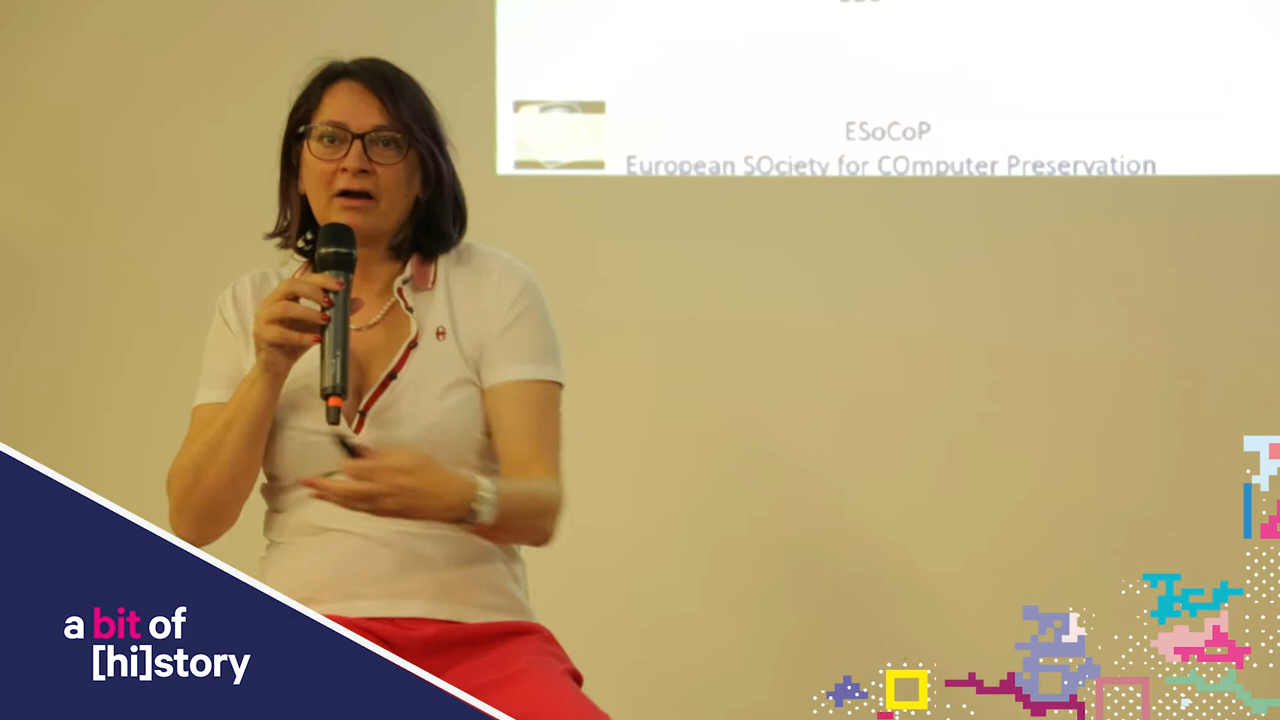 ESoCoP
European SOciety for COmputer Preservation
a bit of
[hi]story